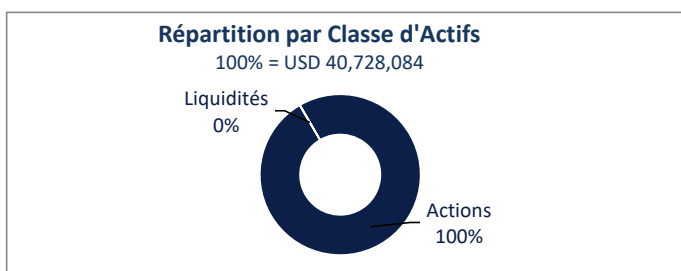 Répartition par Classe d'Actifs
100% = USD 40,728,084
Liquidités
0%
Actions
100%